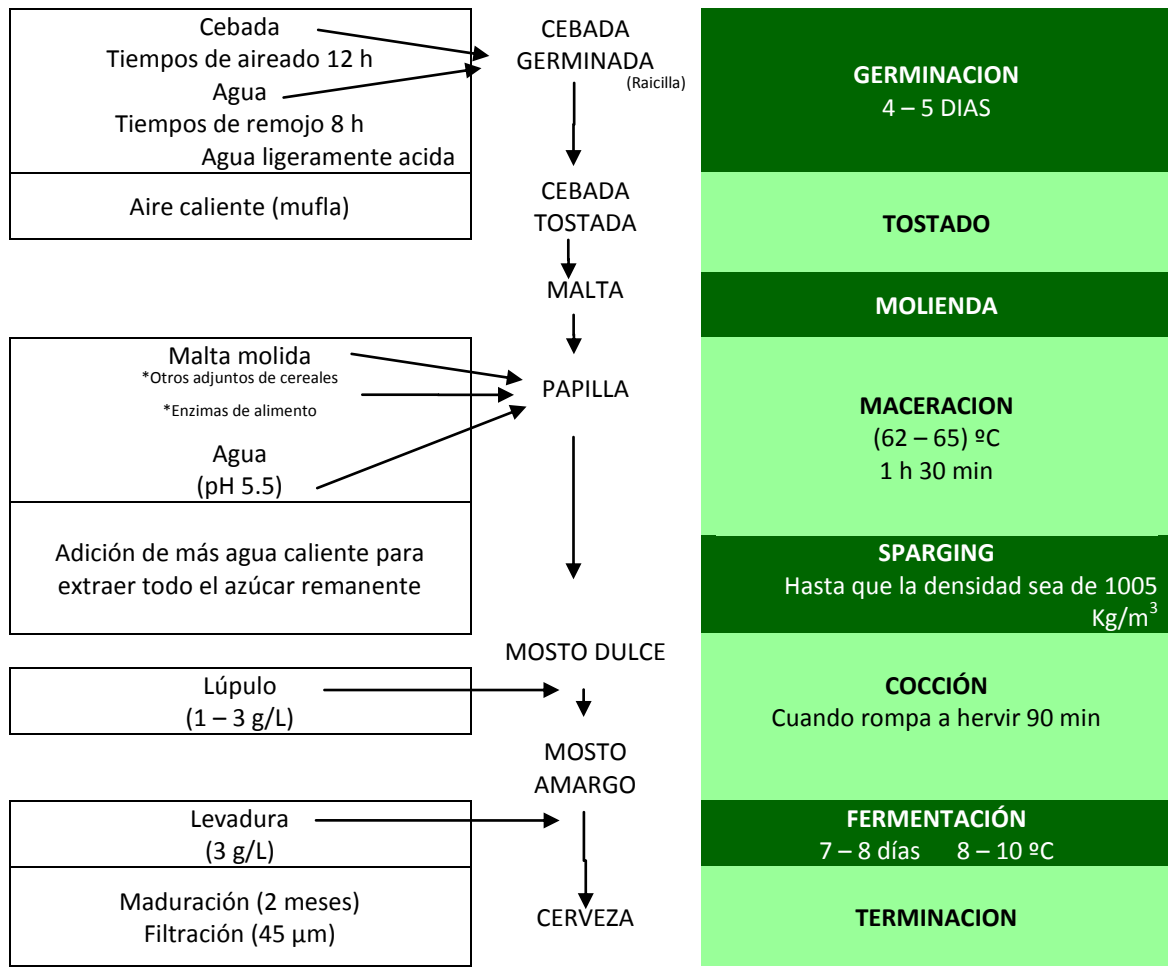 Cebada
Tiempos de aireado 12 h
Agua
Tiempos de remojo 8 h
Agua ligeramente acida
CEBADA
GERMINADA
(Raicilla)
GERMINACION
4 – 5 DIAS
Aire caliente (mufla)
CEBADA
TOSTADA
TOSTADO
MALTA
MOLIENDA
Malta molida
*Otros adjuntos de cereales
*Enzimas de alimento
Agua
(pH 5.5)
PAPILLA
MACERACION
(62 – 65) ºC
1 h 30 min
Adición de más agua caliente para
extraer todo el azúcar remanente
SPARGING
Hasta que la densidad sea de 1005
Kg/m³
MOSTO DULCE
Lúpulo
(1 – 3 g/L)
COCCIÓN
Cuando rompa a hervir 90 min
MOSTO
AMARGO
Levadura
(3 g/L)
FERMENTACIÓN
7 – 8 días 8 – 10 ºC
Maduración (2 meses)
Filtración (45 µm)
CERVEZA
TERMINACION